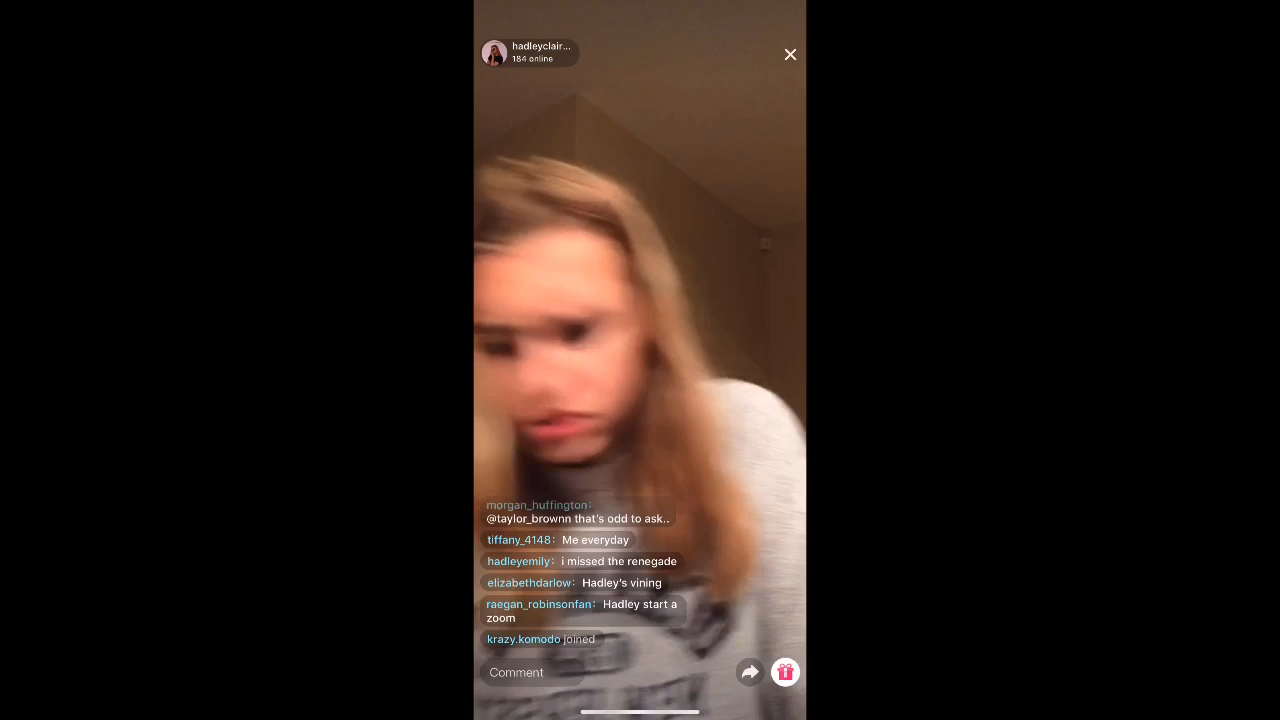 hadleyclair...
184 online
morgan_huffington:
@taylor_brownn that's odd to ask..
tiffany_4148: Me everyday
hadleyemily: i missed the renegade
elizabethdarlow: Hadley's vining
raegan_robinsonfan: Hadley start a
zoom
krazy.komodo joined
Comment